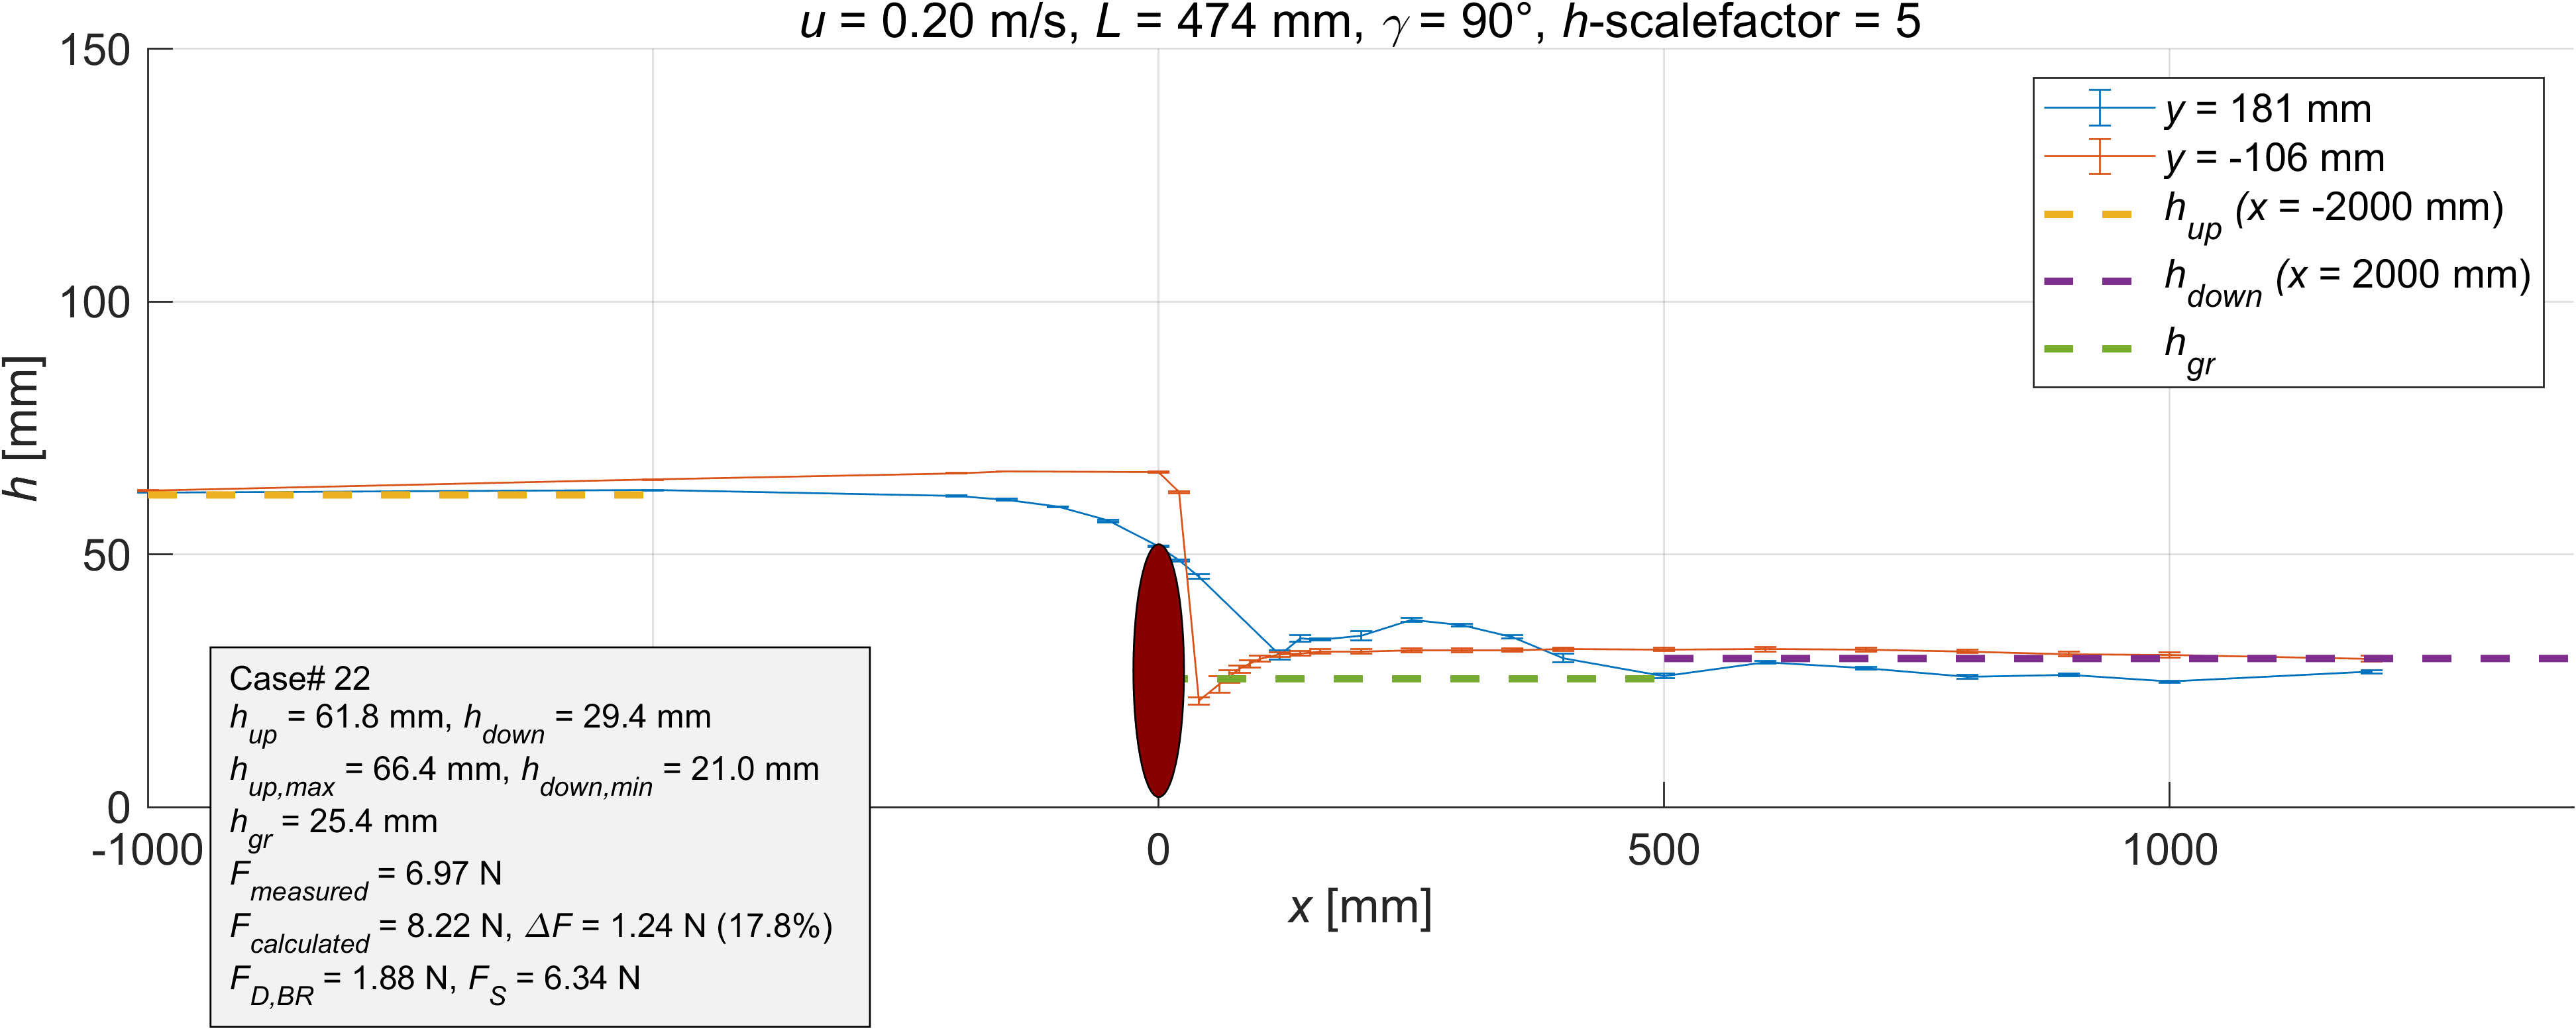 u = 0.20 m/s, L = 474 mm, γ = 90°, h-scalefactor = 5
150
100
50
0
h [mm]
-1000
0
500
1000
x [mm]
y = 181 mm
y = -106 mm
h_up (x = -2000 mm)
h_down (x = 2000 mm)
h_gr
Case# 22
h_up = 61.8 mm, h_down = 29.4 mm
h_up,max = 66.4 mm, h_down,min = 21.0 mm
h_gr = 25.4 mm
F_measured = 6.97 N
F_calculated = 8.22 N, ΔF = 1.24 N (17.8%)
F_D,BR = 1.88 N, F_S = 6.34 N